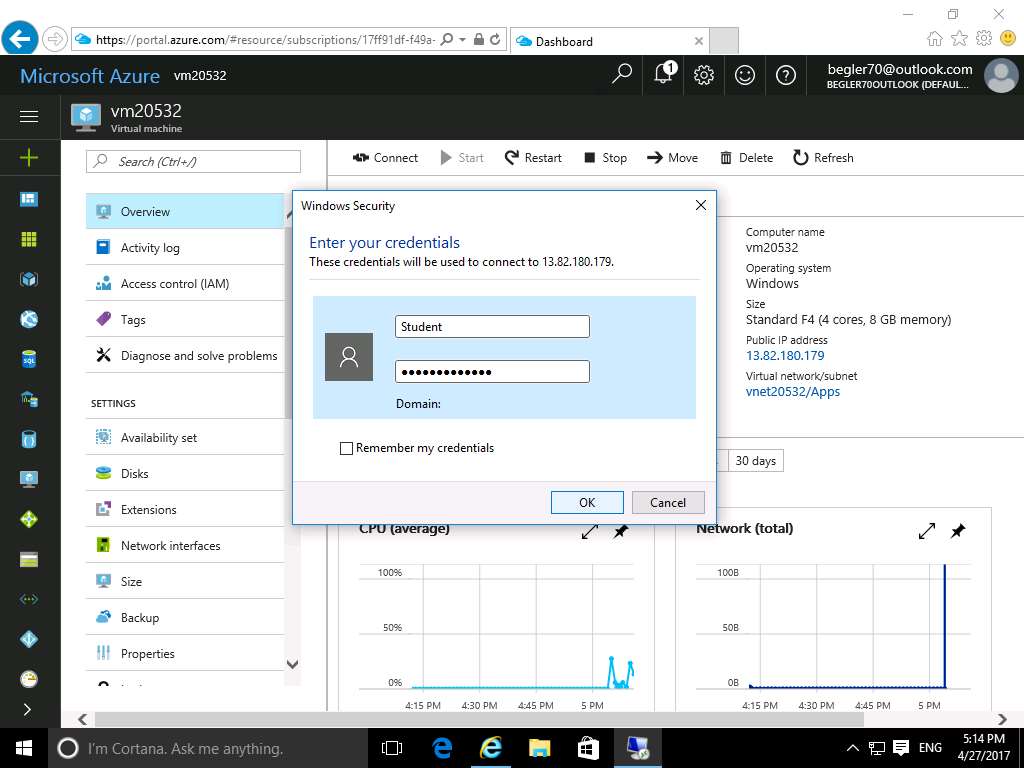 https://portal.azure.com/#resource/subscriptions/17ff91df-f49a-
Dashboard
Microsoft Azure vm20532
1
begler70@outlook.com
BEGLER70OUTLOOK (DEFAUL...
vm20532
Virtual machine
Search (Ctrl+/)
Connect Start Restart Stop Move Delete Refresh
Overview
Activity log
Access control (IAM)
Tags
Diagnose and solve problems
SETTINGS
Availability set
Disks
Extensions
Network interfaces
Size
Backup
Properties
Windows Security
Enter your credentials
These credentials will be used to connect to 13.82.180.179.
Student
●●●●●●●●●●●●●
Domain:
Remember my credentials
OK Cancel
Computer name
vm20532
Operating system
Windows
Size
Standard F4 (4 cores, 8 GB memory)
Public IP address
13.82.180.179
Virtual network/subnet
vnet20532/Apps
30 days
CPU (average)
100%
50%
0%
4:15 PM 4:30 PM 4:45 PM 5 PM
Network (total)
100B
50B
0B
4:15 PM 4:30 PM 4:45 PM 5 PM
I'm Cortana. Ask me anything.
ENG
5:14 PM
4/27/2017